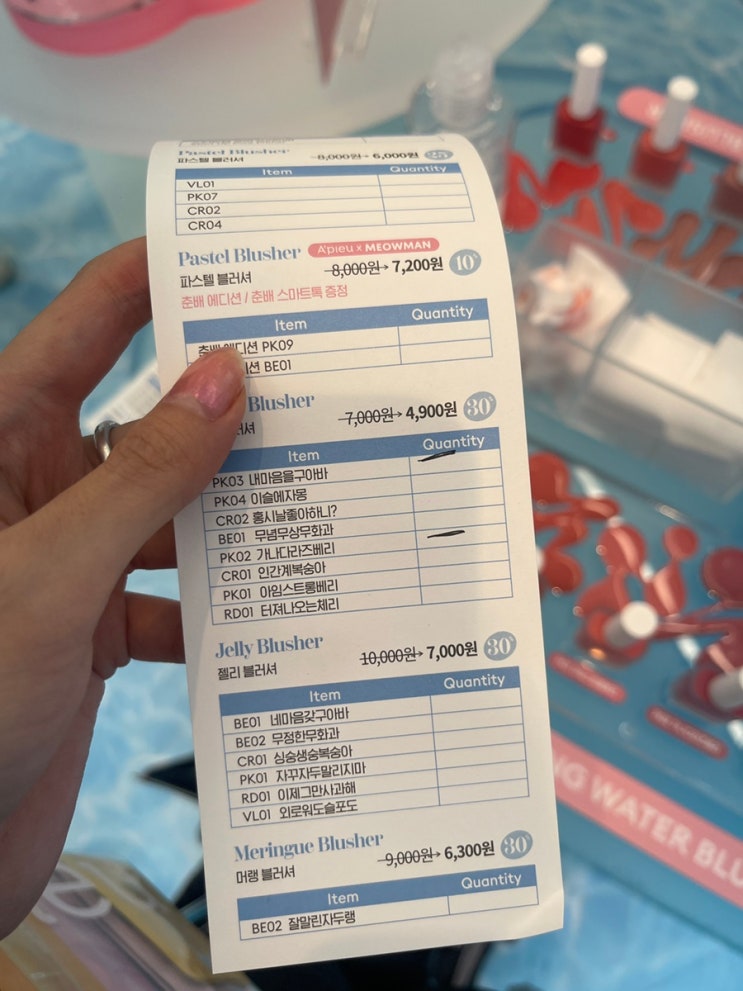 Pastel Blusher
파스텔 블러셔 8,000원→ 6,000원 25%
Item Quantity
VL01
PK07
CR02
CR04
Pastel Blusher A'pieu x MEOWMAN
파스텔 블러셔 8,000원→ 7,200원 10%
춘배 에디션 / 춘배 스마트톡 증정
Item Quantity
춘배 에디션 PK09
이션 BE01
Blusher
7,000원→ 4,900원 30%
Item Quantity
PK03 내마음을구아바
PK04 이슬에자몽
CR02 홍시날좋아하니?
BE01 무념무상무화과
PK02 가나다라즈베리
CR01 인간계복숭아
PK01 아임스트롱베리
RD01 터져나오는체리
Jelly Blusher
젤리 블러셔 10,000원→ 7,000원 30%
Item Quantity
BE01 네마음갖구아바
BE02 무정한무화과
CR01 싱숭생숭복숭아
PK01 자꾸자두말리지마
RD01 이제그만사과해
VL01 외로워도슬포도
Meringue Blusher
머랭 블러셔 9,000원→ 6,300원 30%
Item Quantity
BE02 잘말린자두랭
NG WATER BLU